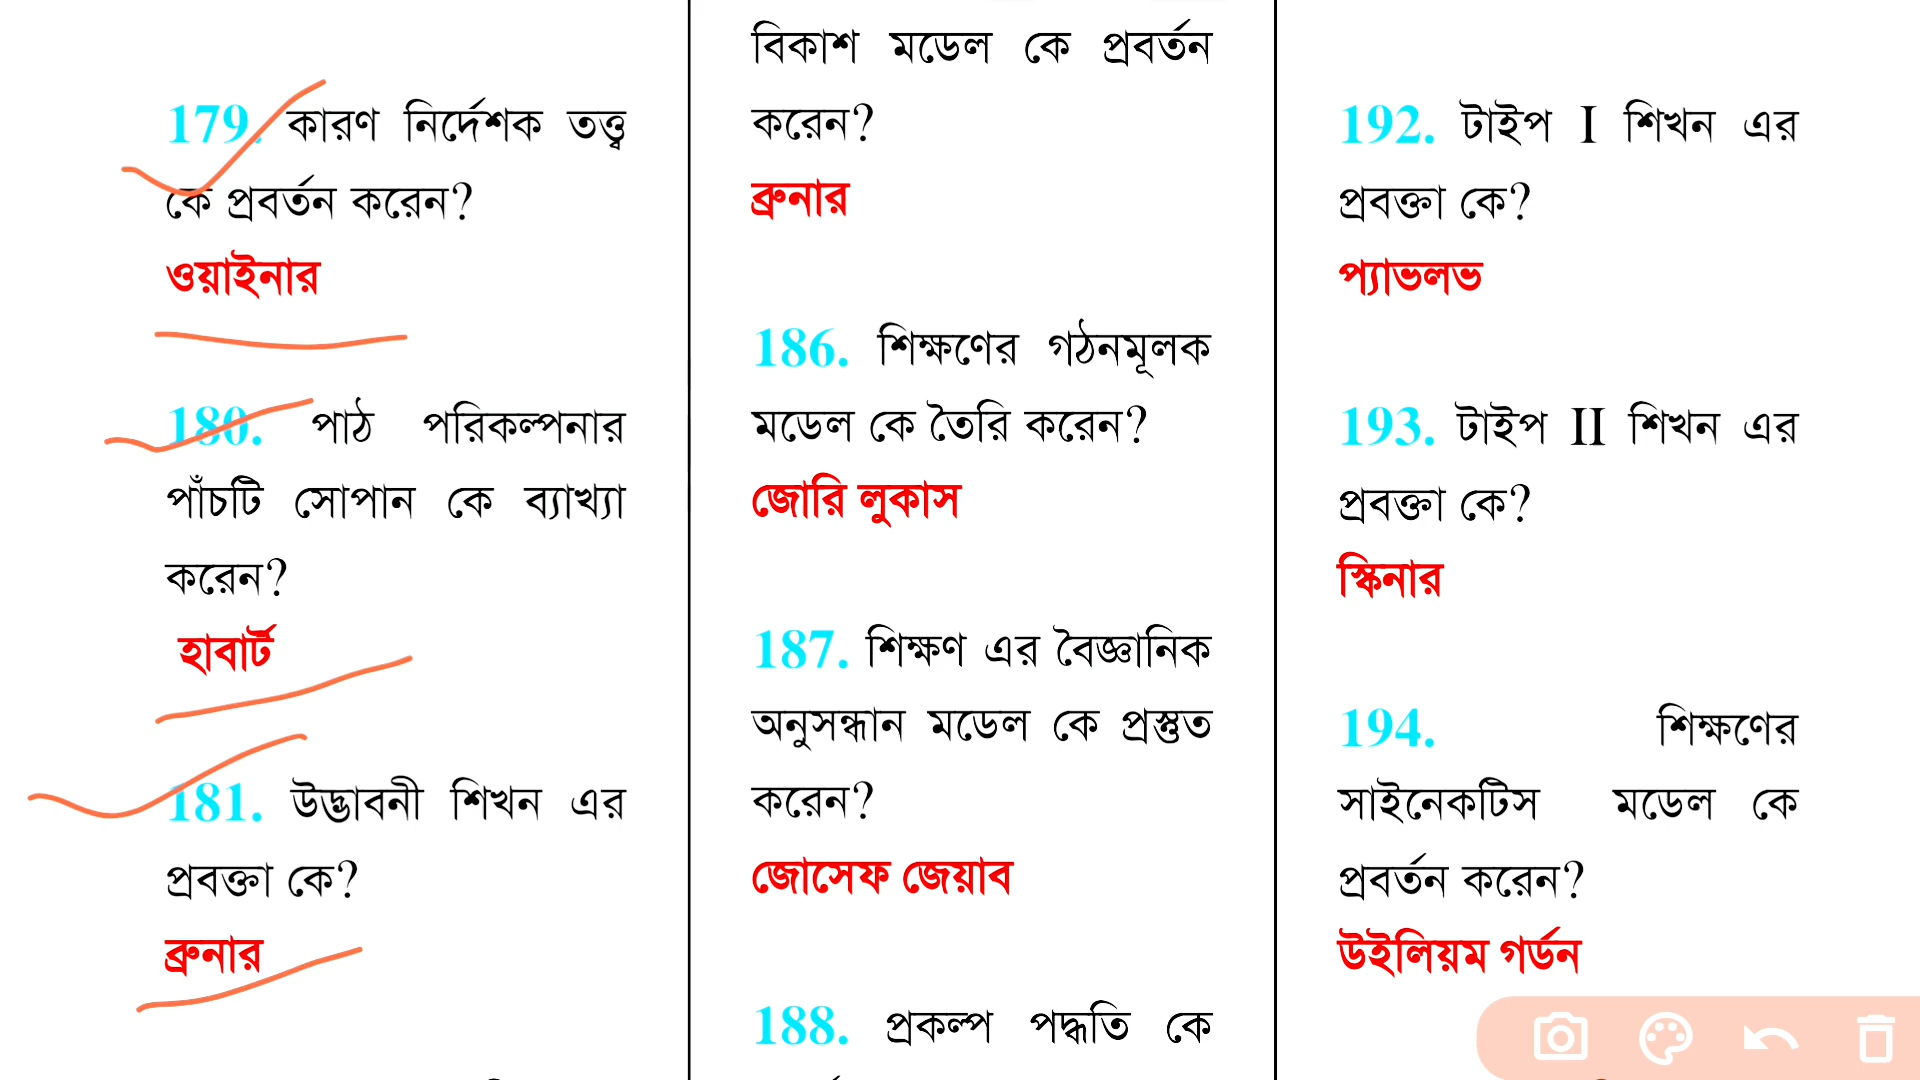 179. কারণ নির্দেশক তত্ত্ব
কে প্রবর্তন করেন?
ওয়াইনার
180. পাঠ পরিকল্পনার
পাঁচটি সোপান কে ব্যাখ্যা
করেন?
হাবার্ট
181. উদ্ভাবনী শিখন এর
প্রবক্তা কে?
ব্রুনার
বিকাশ মডেল কে প্রবর্তন
করেন?
ব্রুনার
186. শিক্ষণের গঠনমূলক
মডেল কে তৈরি করেন?
জোরি লুকাস
187. শিক্ষণ এর বৈজ্ঞানিক
অনুসন্ধান মডেল কে প্রস্তুত
করেন?
জোসেফ জেয়াব
188. প্রকল্প পদ্ধতি কে
192. টাইপ I শিখন এর
প্রবক্তা কে?
প্যাভলভ
193. টাইপ II শিখন এর
প্রবক্তা কে?
স্কিনার
194. শিক্ষণের
সাইনেকটিস মডেল কে
প্রবর্তন করেন?
উইলিয়ম গর্ডন